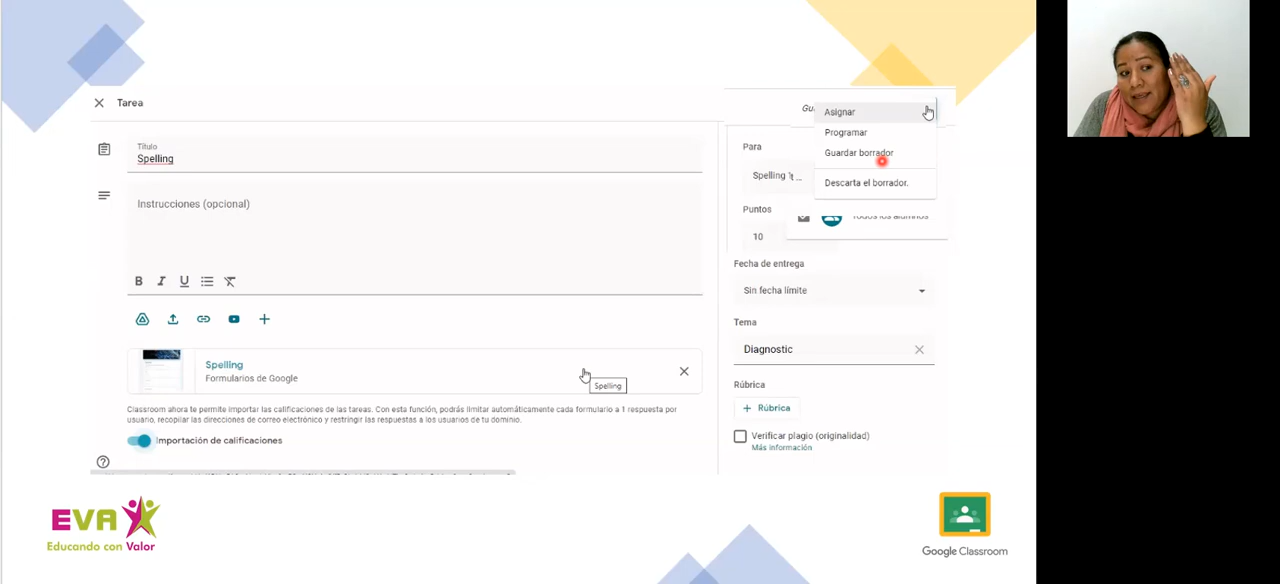 Tarea
Título
Spelling
Instrucciones (opcional)
B I U
Spelling
Formularios de Google
Spelling
Classroom ahora te permite importar las calificaciones de las tareas. Con esta función, podrás limitar automáticamente cada formulario a 1 respuesta por
usuario, recopilar las direcciones de correo electrónico y restringir las respuestas a los usuarios de tu dominio.
Importación de calificaciones
Asignar
Programar
Guardar borrador
Descarta el borrador.
Para
Spelling
Todos los alumnos
Puntos
10
Fecha de entrega
Sin fecha límite
Tema
Diagnostic
Rúbrica
+ Rúbrica
Verificar plagio (originalidad)
Más información
EVA
Educando con Valor
Google Classroom